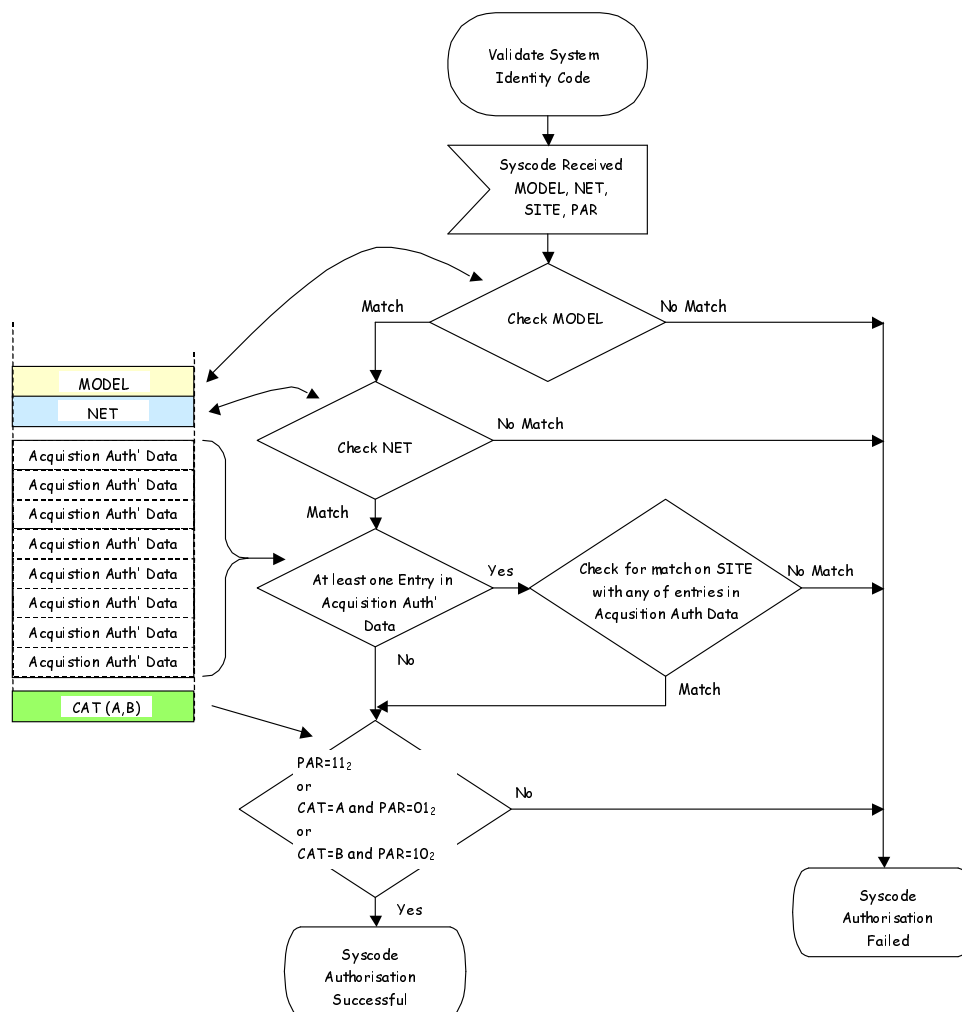 Validate System
Identity Code
Syscode Received
MODEL, NET,
SITE, PAR
Match
No Match
Check MODEL
MODEL
NET
No Match
Check NET
Acquistion Auth' Data
Acquistion Auth' Data
Acquistion Auth' Data
Acquistion Auth' Data
Acquistion Auth' Data
Acquistion Auth' Data
Acquistion Auth' Data
Acquistion Auth' Data
Match
At least one Entry in
Acquisition Auth'
Data
Yes
Check for match on SITE
with any of entries in
Acqusition Auth Data
No Match
No
Match
CAT (A,B)
PAR=11₂
or
CAT=A and PAR=01₂
or
CAT=B and PAR=10₂
No
Yes
Syscode
Authorisation
Failed
Syscode
Authorisation
Successful